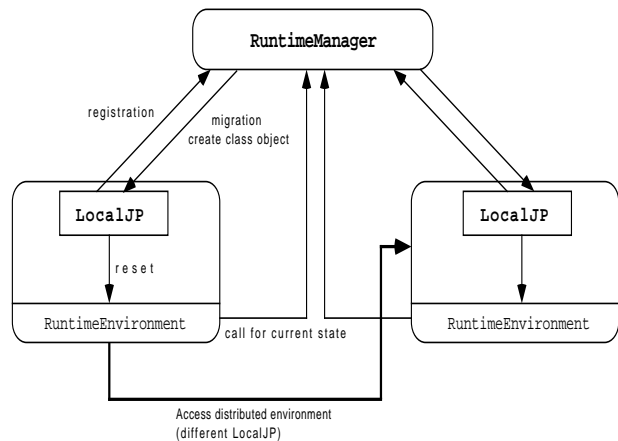 RuntimeManager
registration
migration
create class object
LocalJP
LocalJP
reset
RuntimeEnvironment
RuntimeEnvironment
call for current state
Access distributed environment
(different LocalJP)